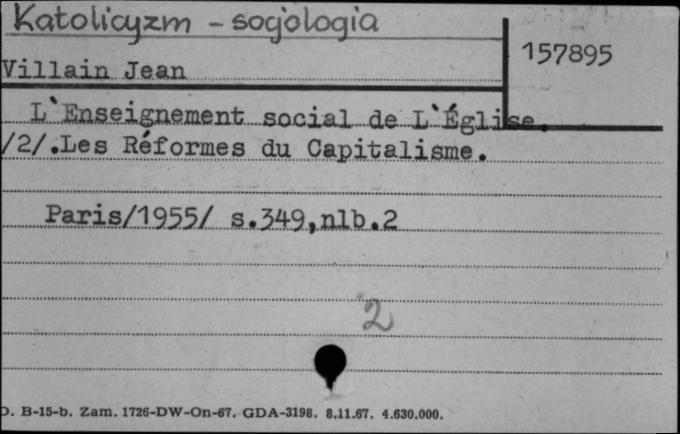 Katolicyzm - socjologia
157895
Villain Jean
L`Enseignement social de L`Église.
/2/.Les Réformes du Capitalisme.
Paris/1955/ s.349,nlb.2
2
D. B-15-b. Zam. 1726-DW-On-67. GDA-3198. 8.11.67. 4.630.000.